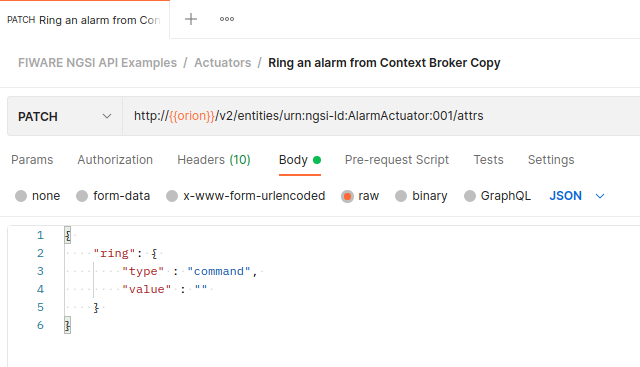 PATCH Ring an alarm from Con
FIWARE NGSI API Examples / Actuators / Ring an alarm from Context Broker Copy
PATCH http://{{orion}}/v2/entities/urn:ngsi-ld:AlarmActuator:001/attrs
Params Authorization Headers (10) Body Pre-request Script Tests Settings
none form-data x-www-form-urlencoded raw binary GraphQL JSON
1 {
2 "ring": {
3 "type" : "command",
4 "value" : ""
5 }
6 }